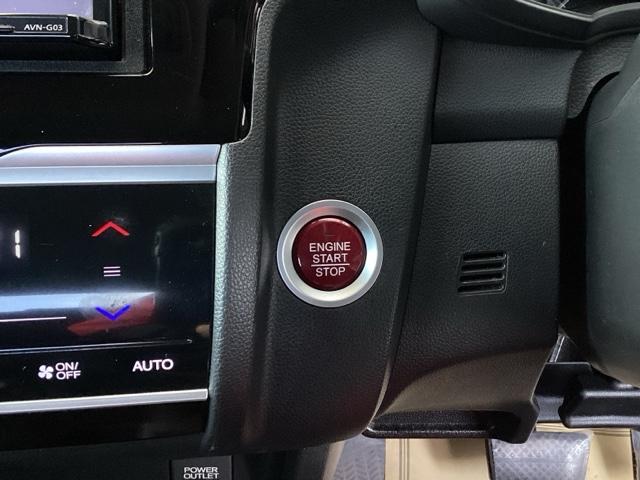 AVN-G03
ENGINE
START
STOP
ON/
OFF
AUTO
POWER
OUTLET